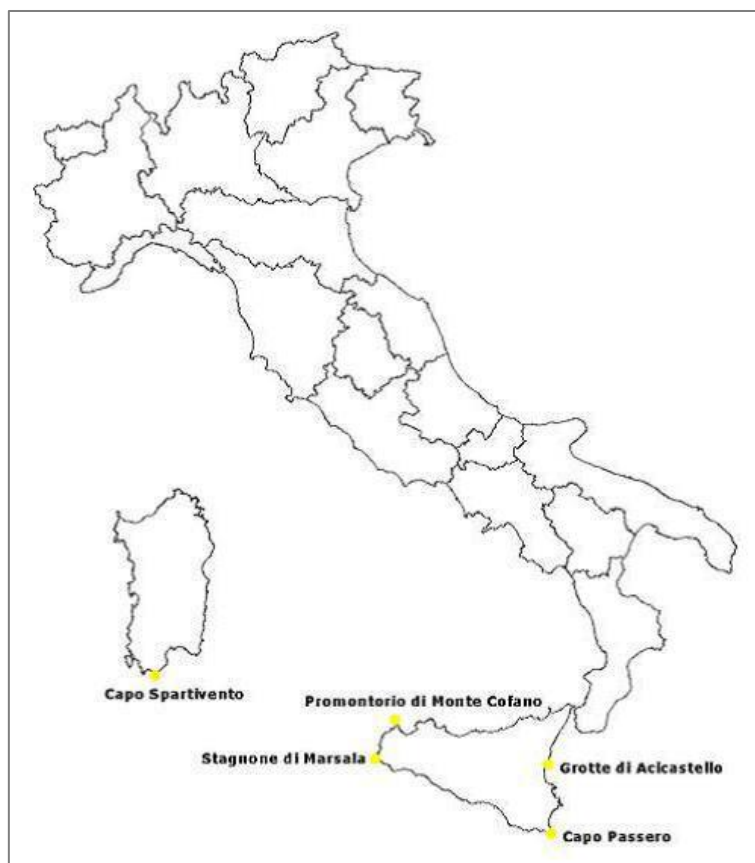 Capo Spartivento
Promontorio di Monte Cofano
Stagnone di Marsala
Grotte di Acicastello
Capo Passero